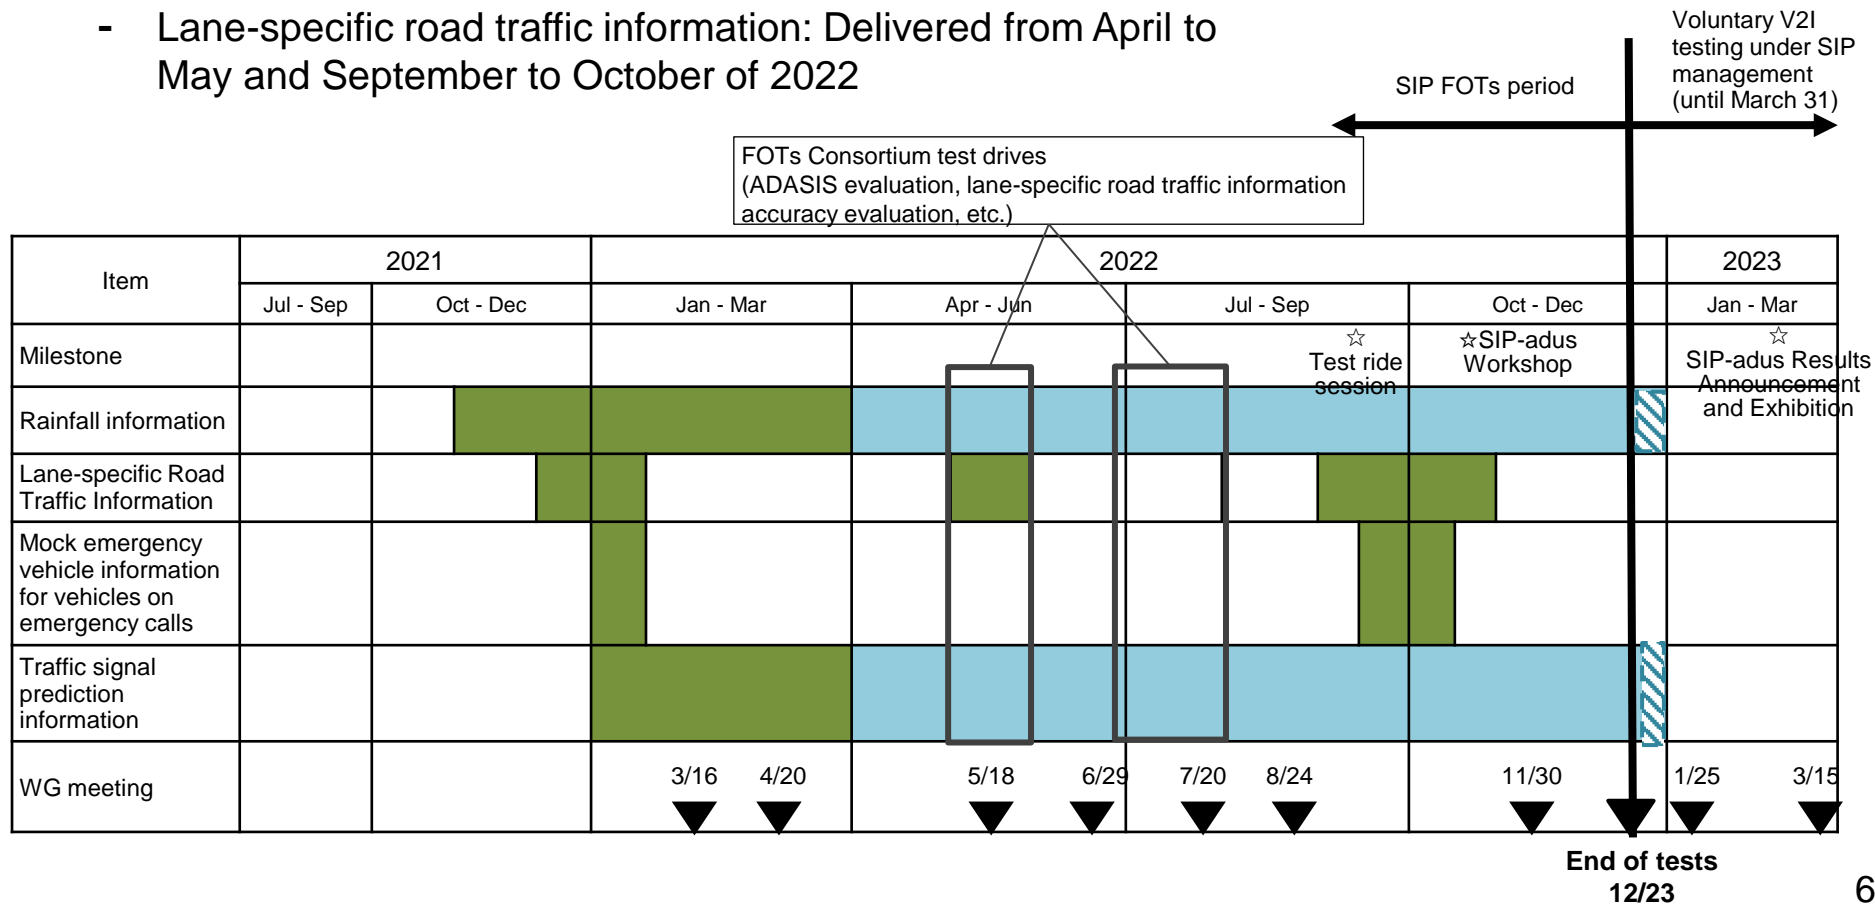 - Lane-specific road traffic information: Delivered from April to
May and September to October of 2022
Voluntary V2I
testing under SIP
management
(until March 31)
SIP FOTs period
FOTs Consortium test drives
(ADASIS evaluation, lane-specific road traffic information
accuracy evaluation, etc.)
Item
2021
2022
2023
Jul - Sep
Oct - Dec
Jan - Mar
Apr - Jun
Jul - Sep
Oct - Dec
Jan - Mar
Milestone
☆
Test ride
session
☆SIP-adus
Workshop
☆
SIP-adus Results
Announcement
and Exhibition
Rainfall information
Lane-specific Road
Traffic Information
Mock emergency
vehicle information
for vehicles on
emergency calls
Traffic signal
prediction
information
WG meeting
3/16
4/20
5/18
6/29
7/20
8/24
11/30
1/25
3/15
End of tests
12/23
6